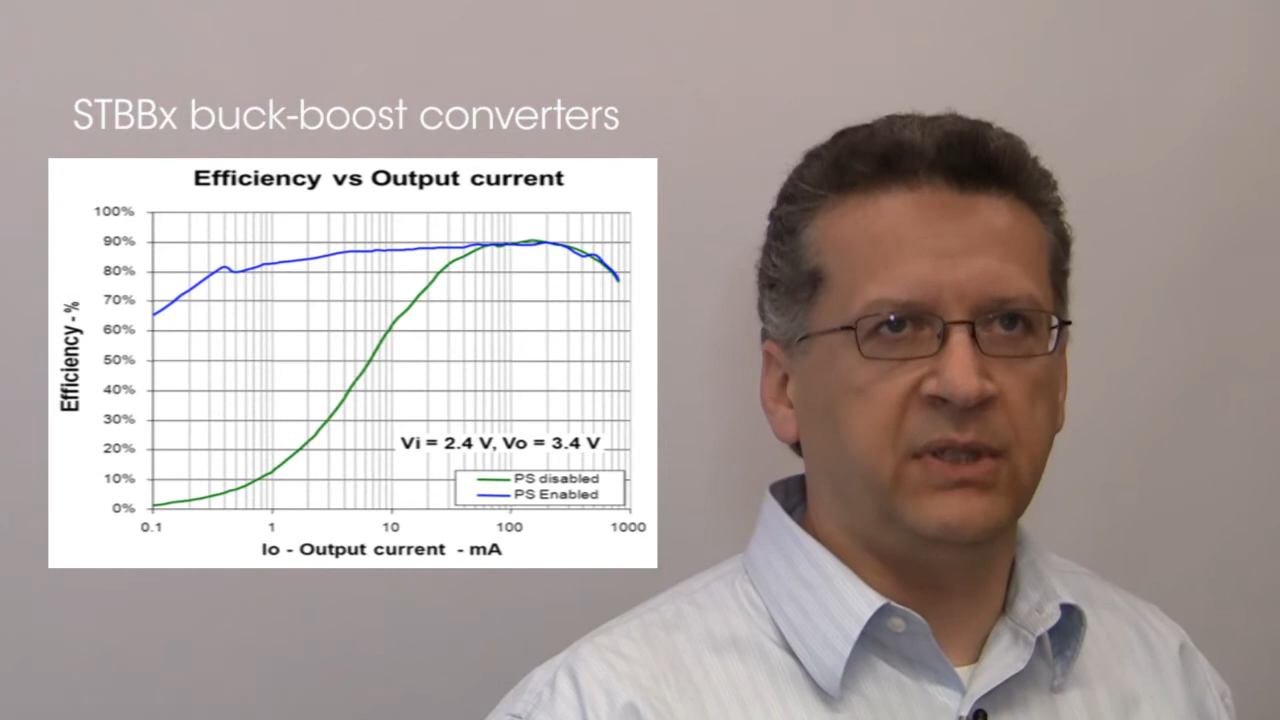 STBBx buck-boost converters
Efficiency vs Output current
100%
90%
80%
70%
60%
50%
40%
30%
20%
10%
0%
Efficiency - %
Vi = 2.4 V, Vo = 3.4 V
PS disabled
PS Enabled
0.1 1 10 100 1000
Io - Output current - mA